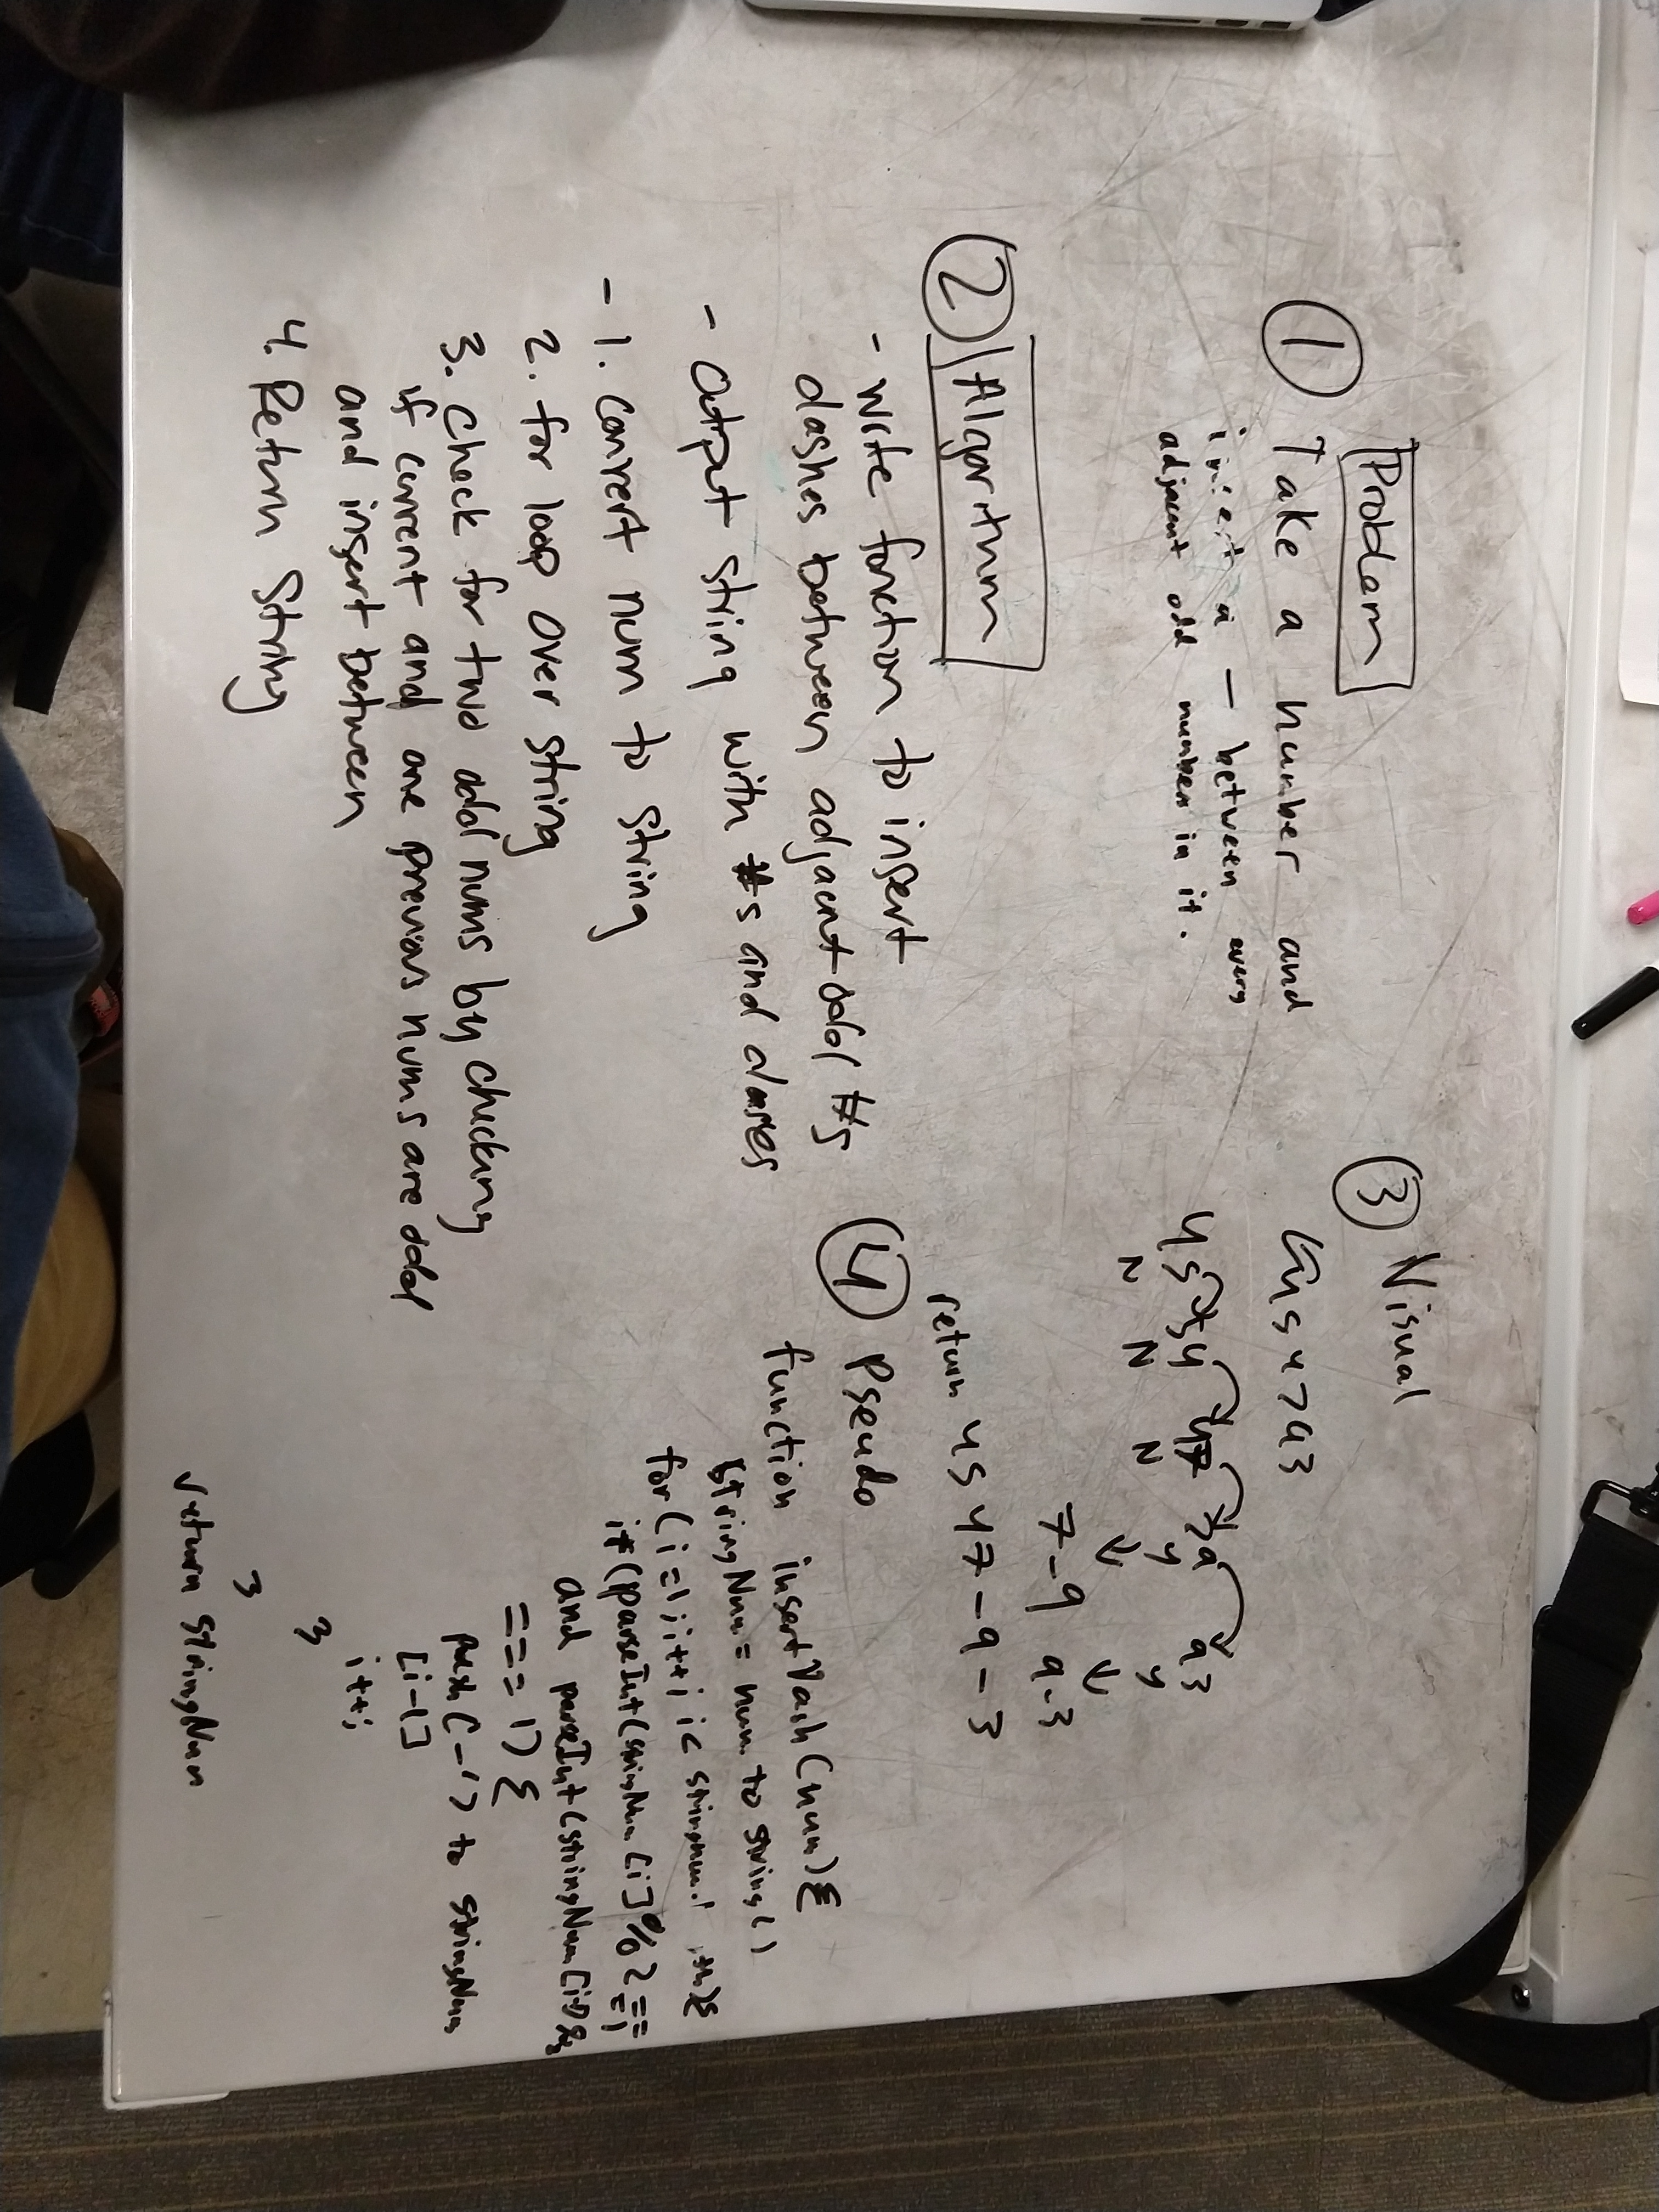 ① Problem
Take a number and
insert a — between every
adjacent odd number in it.
② Algorithm
- Write function to insert
dashes between adjacent odd #s
- Output string with #s and dashes
- 1. Convert num to string
2. for loop over string
3. Check for two odd nums by checking
if current and one previous nums are odd
and insert between
4. Return String
③ Visual
454793
45 54 47 79 93
N N N y y
↓ ↓
7-9 9-3
return 4547-9-3
④ Pseudo
function insertDash(num){
stringNum = num to string()
for(i=1; i < stringnum
if(parseInt(stringNum[i]%2===1
and parseInt(stringNum
===1){
push('-') to stringNum
[i-1]
i++;
}
}
return stringNum